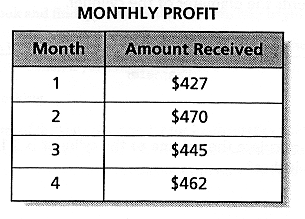 MONTHLY PROFIT
Month Amount Received
1 $427
2 $470
3 $445
4 $462